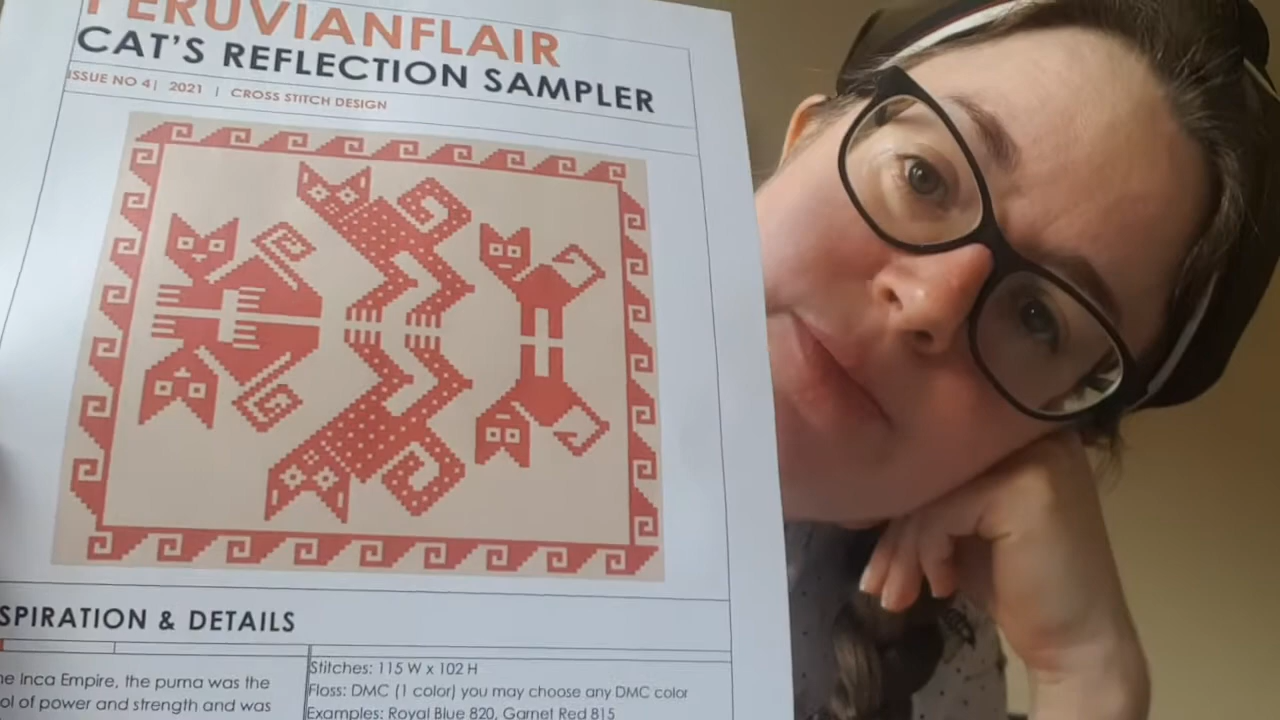 PERUVIANFLAIR
CAT'S REFLECTION SAMPLER
ISSUE NO 4| 2021 | CROSS STITCH DESIGN
SPIRATION & DETAILS
he Inca Empire, the puma was the
ol of power and strength and was
Stitches: 115 W x 102 H
Floss: DMC (1 color) you may choose any DMC color
Examples: Royal Blue 820, Garnet Red 815